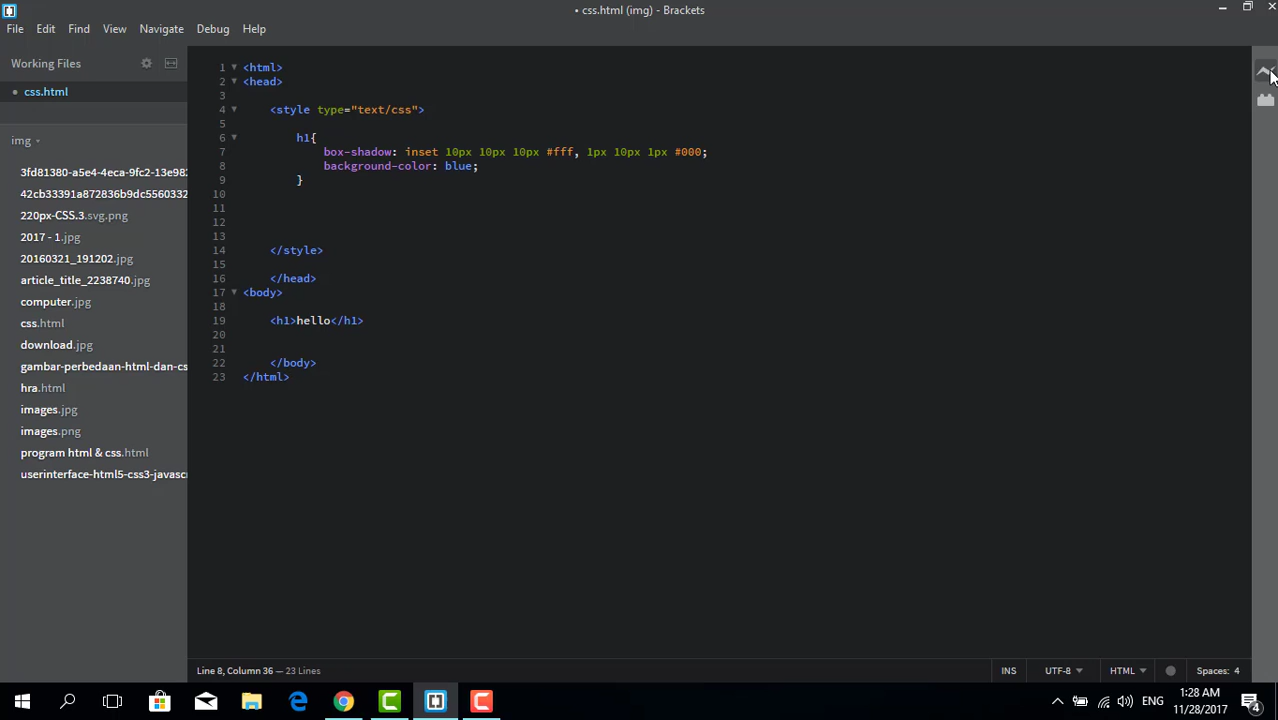 • css.html (img) - Brackets
File Edit Find View Navigate Debug Help
Working Files
• css.html
img
3fd81380-a5e4-4eca-9fc2-13e982
42cb33391a872836b9dc5560332
220px-CSS.3.svg.png
2017 - 1.jpg
20160321_191202.jpg
article_title_2238740.jpg
computer.jpg
css.html
download.jpg
gambar-perbedaan-html-dan-cs
hra.html
images.jpg
images.png
program html & css.html
userinterface-html5-css3-javasc
1 <html>
2 <head>
3
4 <style type="text/css">
5
6 h1{
7 box-shadow: inset 10px 10px 10px #fff, 1px 10px 1px #000;
8 background-color: blue;
9 }
10
11
12
13
14 </style>
15
16 </head>
17 <body>
18
19 <h1>hello</h1>
20
21
22 </body>
23 </html>
Line 8, Column 36 — 23 Lines
INS UTF-8 HTML Spaces: 4
ENG
1:28 AM
11/28/2017
4